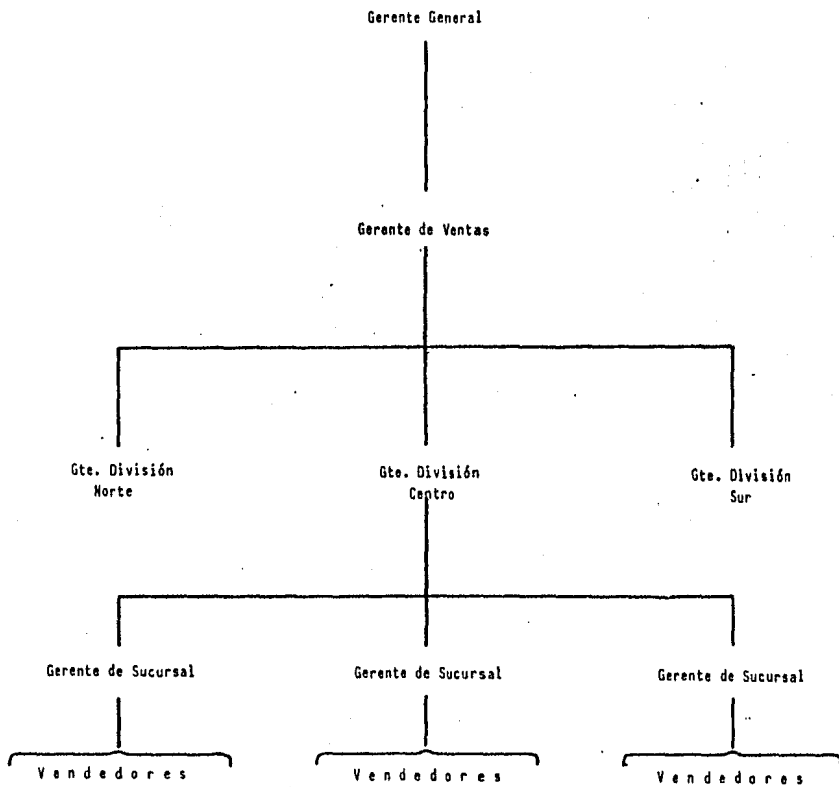 Gerente General
Gerente de Ventas
Gte. División
Norte
Gte. División
Centro
Gte. División
Sur
Gerente de Sucursal
Gerente de Sucursal
Gerente de Sucursal
Vendedores
Vendedores
Vendedores